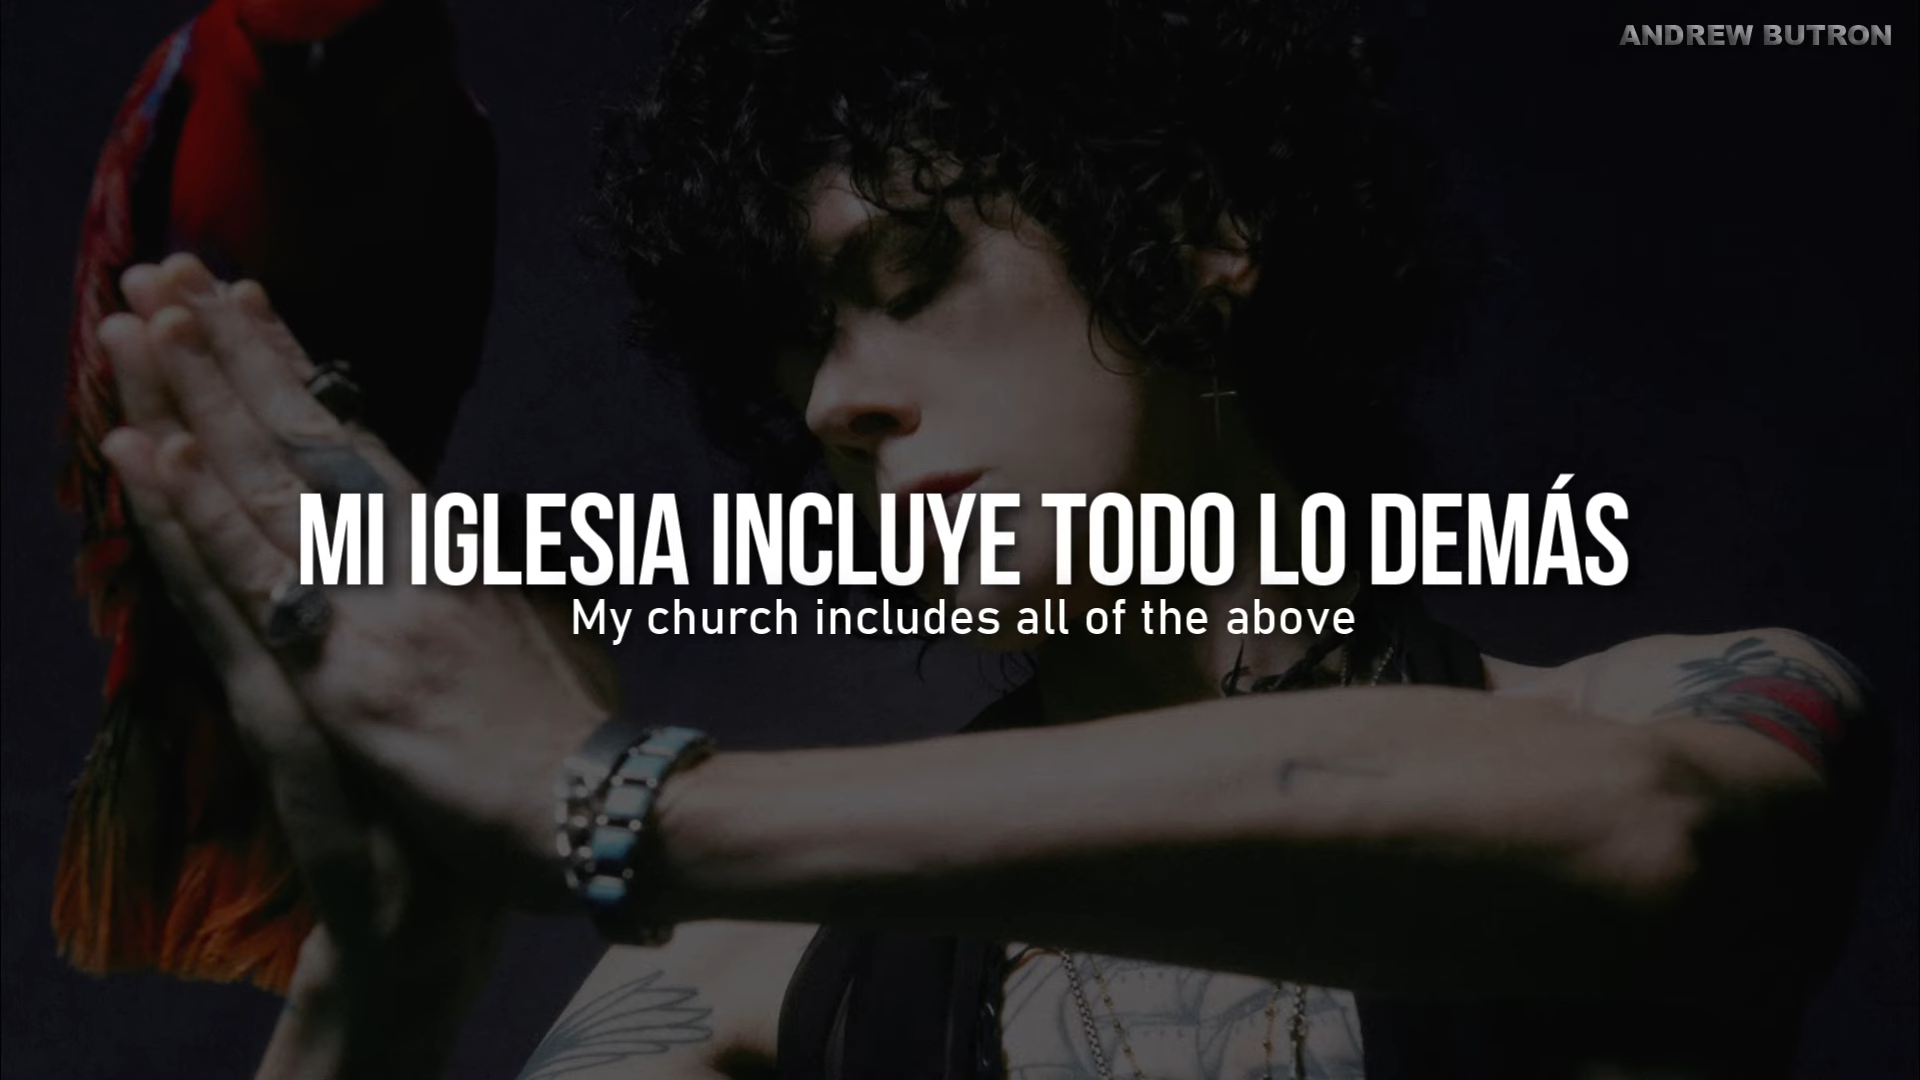 ANDREW BUTRON
MI IGLESIA INCLUYE TODO LO DEMÁS
My church includes all of the above